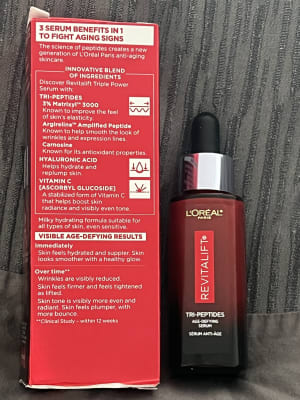 3 SERUM BENEFITS IN 1
TO FIGHT AGING SIGNS
The science of peptides creates a new
generation of L'Oréal Paris anti-aging
skincare.
INNOVATIVE BLEND
OF INGREDIENTS
Discover Revitalift Triple Power
Serum with:
TRI-PEPTIDES
3% Matrixyl™ 3000
Known to improve the feel
of skin's elasticity.
Argireline™ Amplified Peptide
Known to help smooth the look of
wrinkles and expression lines.
Carnosine
Known for its antioxidant properties.
HYALURONIC ACID
Helps hydrate and
replump skin.
VITAMIN C
[ASCORBYL GLUCOSIDE]
A stabilized form of Vitamin C
that helps boost skin
radiance and visibly even tone.
Milky hydrating formula suitable for
all types of skin, even sensitive.
VISIBLE AGE-DEFYING RESULTS
Immediately
Skin feels hydrated and suppler. Skin
looks smoother with a healthy glow.
Over time**
Wrinkles are visibly reduced.
Skin feels firmer and feels tightened
as lifted.
Skin tone is visibly more even and
radiant. Skin feels plumper, with
more bounce.
**Clinical Study - within 12 weeks
L'ORÉAL
PARIS
REVITALIFT
TRI-PEPTIDES
AGE-DEFYING
SERUM
SERUM ANTI-ÂGE